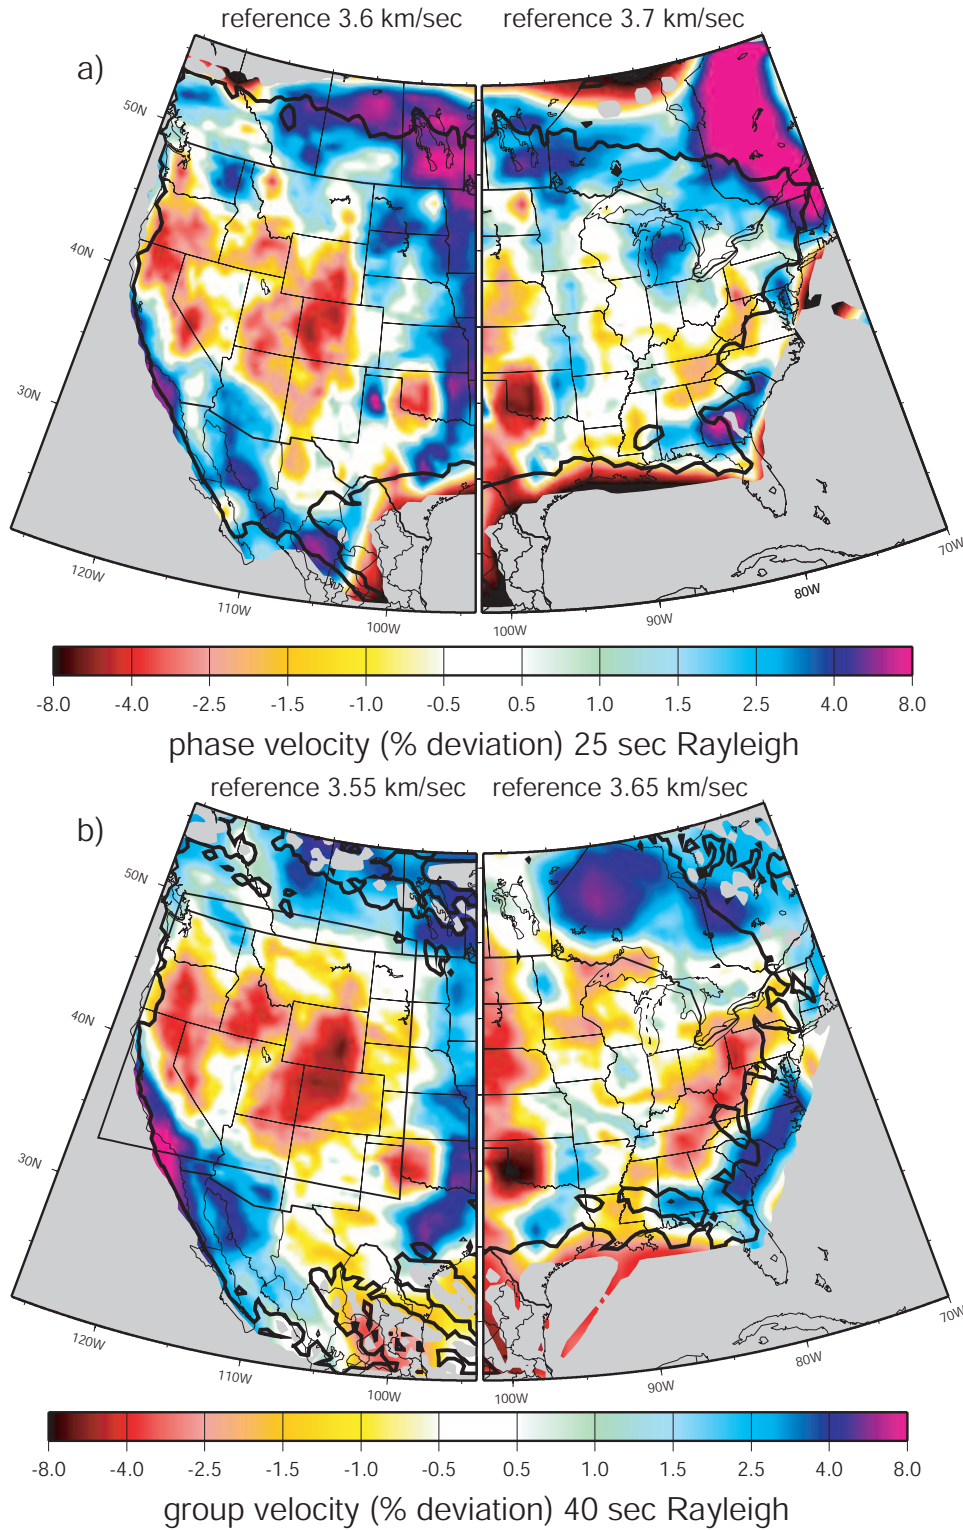 reference 3.6 km/sec reference 3.7 km/sec
a)
50N
40N
30N
120W
110W
100W
100W
90W
80W
70W
-8.0 -4.0 -2.5 -1.5 -1.0 -0.5 0.5 1.0 1.5 2.5 4.0 8.0
phase velocity (% deviation) 25 sec Rayleigh
reference 3.55 km/sec reference 3.65 km/sec
b)
50N
40N
30N
120W
110W
100W
100W
90W
80W
70W
-8.0 -4.0 -2.5 -1.5 -1.0 -0.5 0.5 1.0 1.5 2.5 4.0 8.0
group velocity (% deviation) 40 sec Rayleigh